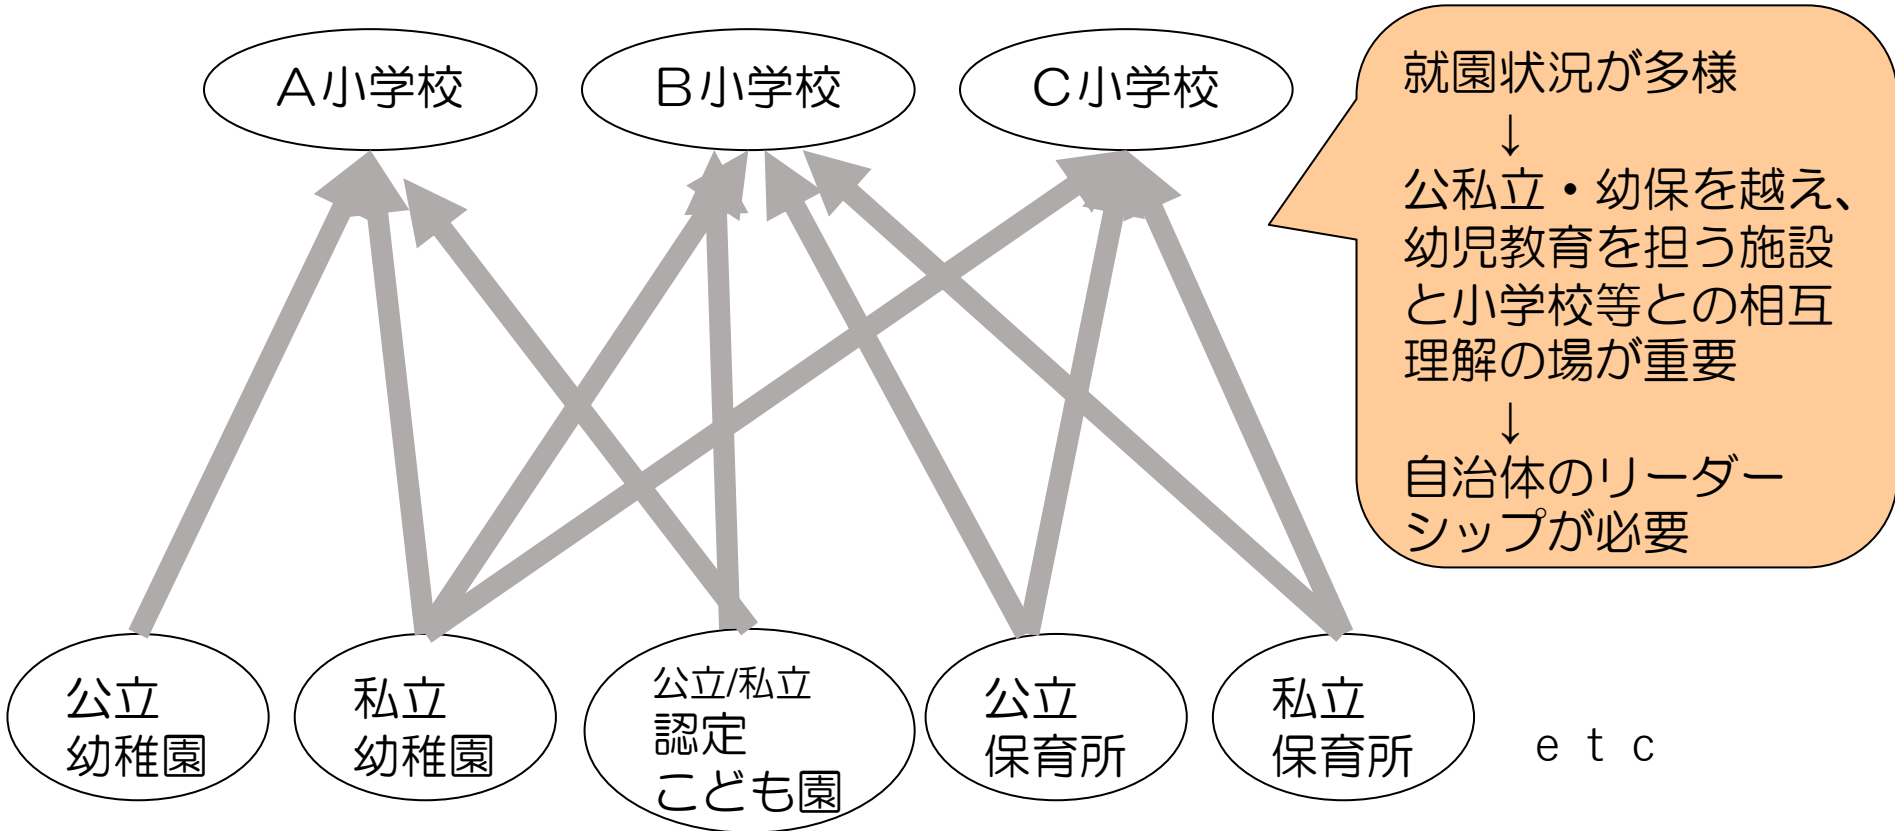 A小学校
B小学校
C小学校
就園状況が多様
↓
公私立・幼保を越え、
幼児教育を担う施設
と小学校等との相互
理解の場が重要
↓
自治体のリーダー
シップが必要
公立
幼稚園
私立
幼稚園
公立/私立
認定
こども園
公立
保育所
私立
保育所
etc